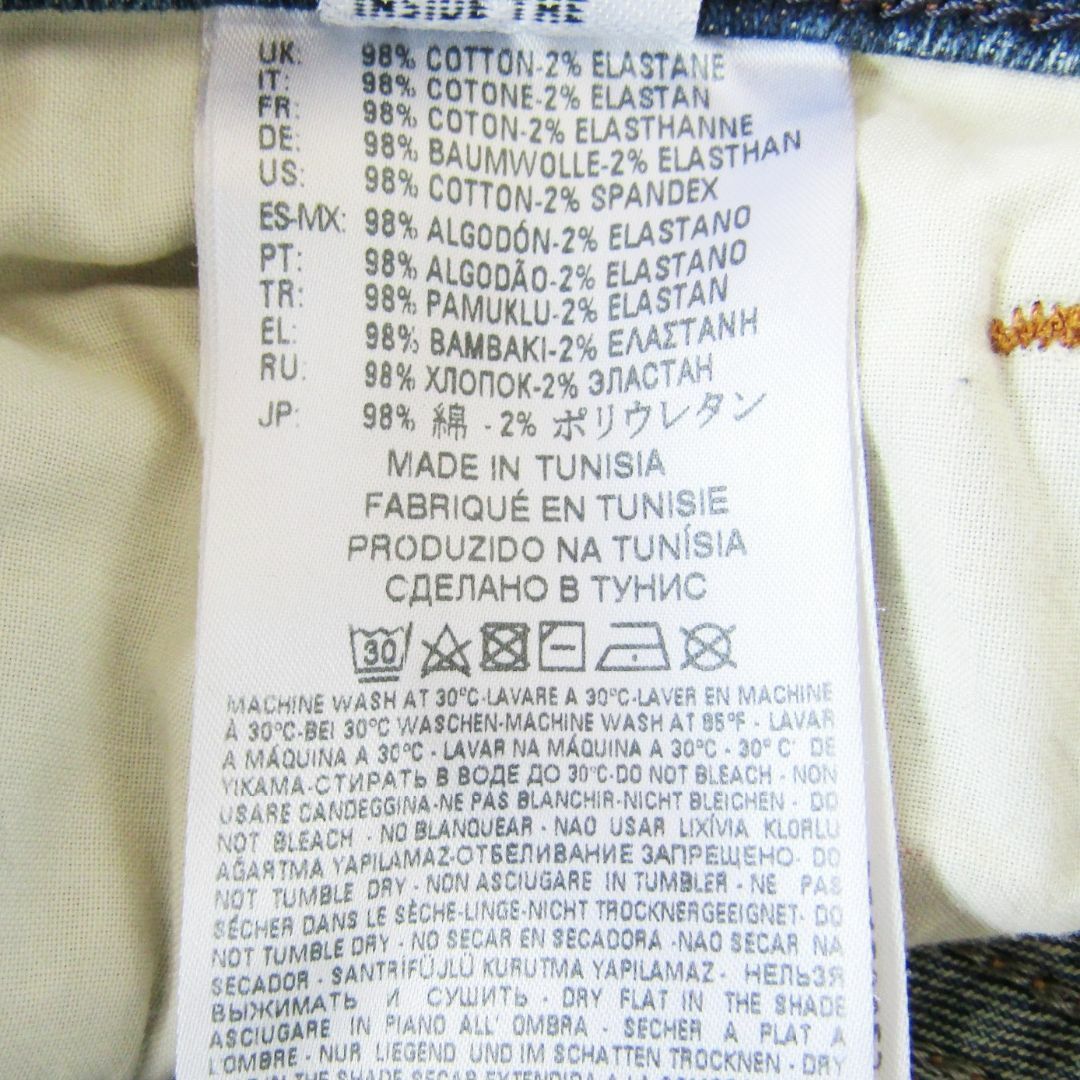 INSIDE THE
UK: 98% COTTON-2% ELASTANE
IT: 98% COTONE-2% ELASTAN
FR: 98% COTON-2% ELASTHANNE
DE: 98% BAUMWOLLE-2% ELASTHAN
US: 98% COTTON-2% SPANDEX
ES-MX: 98% ALGODÓN-2% ELASTANO
PT: 98% ALGODÃO-2% ELASTANO
TR: 98% PAMUKLU-2% ELASTAN
EL: 98% ΒΑΜΒΑΚΙ-2% ΕΛΑΣΤΑΝΗ
RU: 98% ХЛОПОК-2% ЭЛАСТАН
JP: 98% 綿 - 2% ポリウレタン
MADE IN TUNISIA
FABRIQUÉ EN TUNISIE
PRODUZIDO NA TUNÍSIA
СДЕЛАНО В ТУНИС
30
MACHINE WASH AT 30°C-LAVARE A 30°C-LAVER EN MACHINE
À 30°C-BEI 30°C WASCHEN-MACHINE WASH AT 85°F - LAVAR
A MÁQUINA A 30°C - LAVAR NA MÁQUINA A 30°C - 30° C' DE
YIKAMA-СТИРАТЬ В ВОДЕ ДО 30°C-DO NOT BLEACH - NON
USARE CANDEGGINA-NE PAS BLANCHIR-NICHT BLEICHEN - DO
NOT BLEACH - NO BLANQUEAR - NAO USAR LIXÍVIA KLORLU
AĞARTMA YAPILAMAZ-ОТБЕЛИВАНИЕ ЗАПРЕЩЕНО- DO
NOT TUMBLE DRY - NON ASCIUGARE IN TUMBLER - NE PAS
SÉCHER DANS LE SÈCHE-LINGE-NICHT TROCKNERGEEIGNET- DO
NOT TUMBLE DRY - NO SECAR EN SECADORA -NAO SECAR NA
SECADOR - SANTRİFÜJLÜ KURUTMA YAPILAMAZ - НЕЛЬЗЯ
ВЫЖИМАТЬ И СУШИТЬ - DRY FLAT IN THE SHADE
ASCIUGARE IN PIANO ALL' OMBRA - SÉCHER A PLAT A
L'OMBRE - NUR LIEGEND UND IM SCHATTEN TROCKNEN - DRY
IN THE SHADE SECAR EXTENDIDA A LA